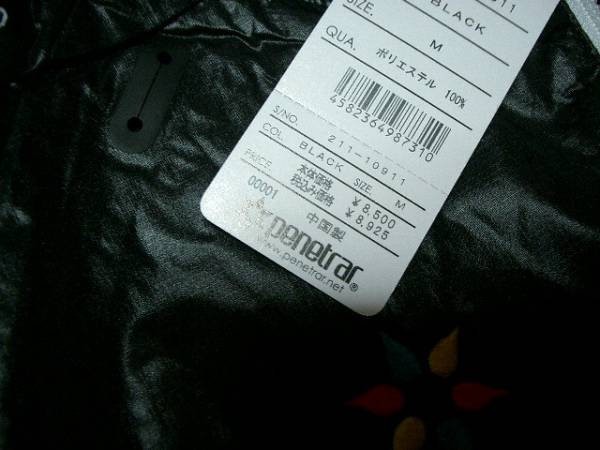 10911
BLACK
M
QUA. ポリエステル 100%
4582364987310
S/NO. 211-10911
COL. BLACK SIZE. M
PRICE. 本体価格 ¥8,500
税込み価格 ¥8,925
00001 中国製
penetrar®
www.penetrar.net